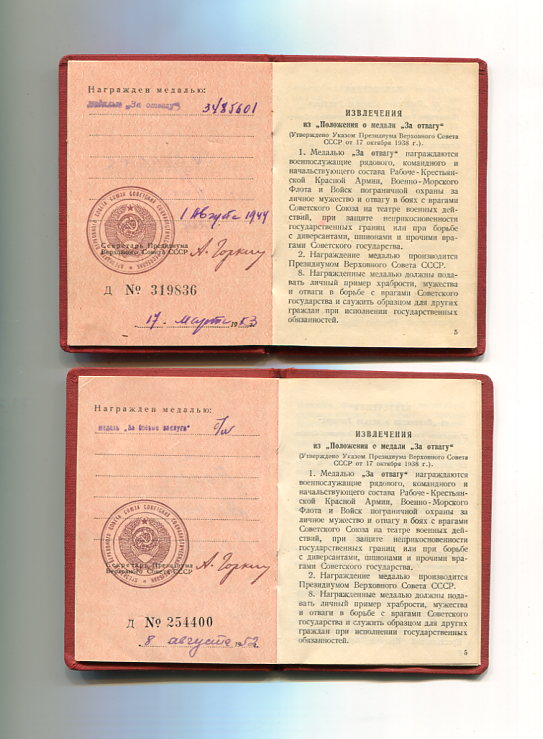 Награжден медалью:
медалью „За отвагу" 3485601
1 Августа 1944
Секретарь Президиума
Верховного Совета СССР А. Горкин
Д № 319836
17 марта 1953
ИЗВЛЕЧЕНИЯ
из „Положения о медали „За отвагу"
(Утверждено Указом Президиума Верховного Совета
СССР от 17 октября 1938 г.).
1. Медалью „За отвагу" награждаются
военнослужащие рядового, командного и
начальствующего состава Рабоче-Крестьян-
ской Красной Армии, Военно-Морского
Флота и Войск пограничной охраны за
личное мужество и отвагу в боях с врагами
Советского Союза на театре военных дей-
ствий, при защите неприкосновенности
государственных границ или при борьбе
с диверсантами, шпионами и прочими вра-
гами Советского государства.
2. Награждение медалью производится
Президиумом Верховного Совета СССР.
8. Награжденные медалью должны пода-
вать личный пример храбрости, мужества
и отваги в борьбе с врагами Советского
государства и служить образцом для других
граждан при исполнении государственных
обязанностей.
5
Награжден медалью:
медаль „За боевые заслуги" б/н
Секретарь Президиума
Верховного Совета СССР А. Горкин
Д № 254400
8 августа 1952
ИЗВЛЕЧЕНИЯ
из „Положения о медали „За отвагу"
(Утверждено Указом Президиума Верховного Совета
СССР от 17 октября 1938 г.).
1. Медалью „За отвагу" награждаются
военнослужащие рядового, командного и
начальствующего состава Рабоче-Крестьян-
ской Красной Армии, Военно-Морского
Флота и Войск пограничной охраны за
личное мужество и отвагу в боях с врагами
Советского Союза на театре военных дей-
ствий, при защите неприкосновенности
государственных границ или при борьбе
с диверсантами, шпионами и прочими вра-
гами Советского государства.
2. Награждение медалью производится
Президиумом Верховного Совета СССР.
8. Награжденные медалью должны пода-
вать личный пример храбрости, мужества
и отваги в борьбе с врагами Советского
государства и служить образцом для других
граждан при исполнении государственных
обязанностей.
5